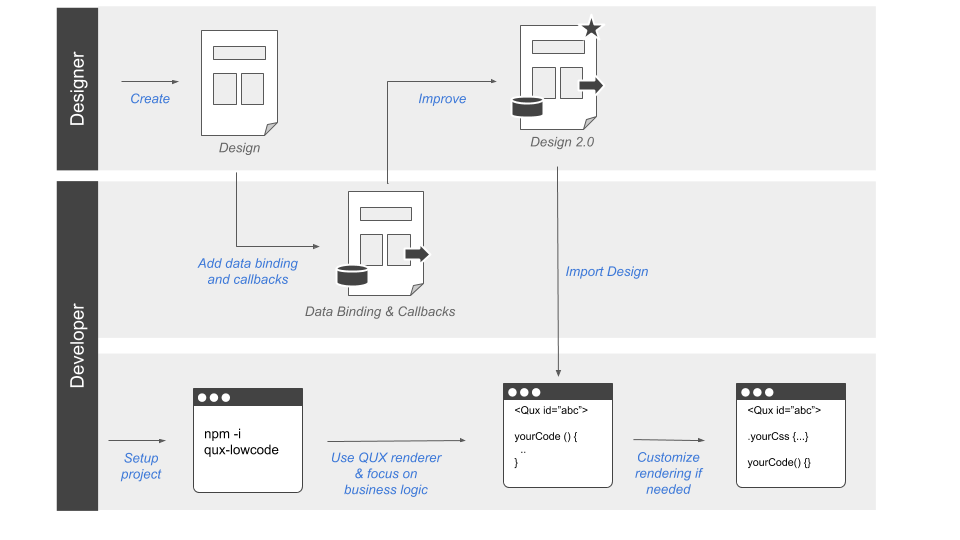 Designer
Create
Design
Improve
Design 2.0
Developer
Add data binding
and callbacks
Data Binding & Callbacks
Import Design
Setup
project
npm -i
qux-lowcode
Use QUX renderer
& focus on
business logic
<Qux id="abc">
yourCode () {
..
}
Customize
rendering if
needed
<Qux id="abc">
.yourCss {...}
yourCode() {}